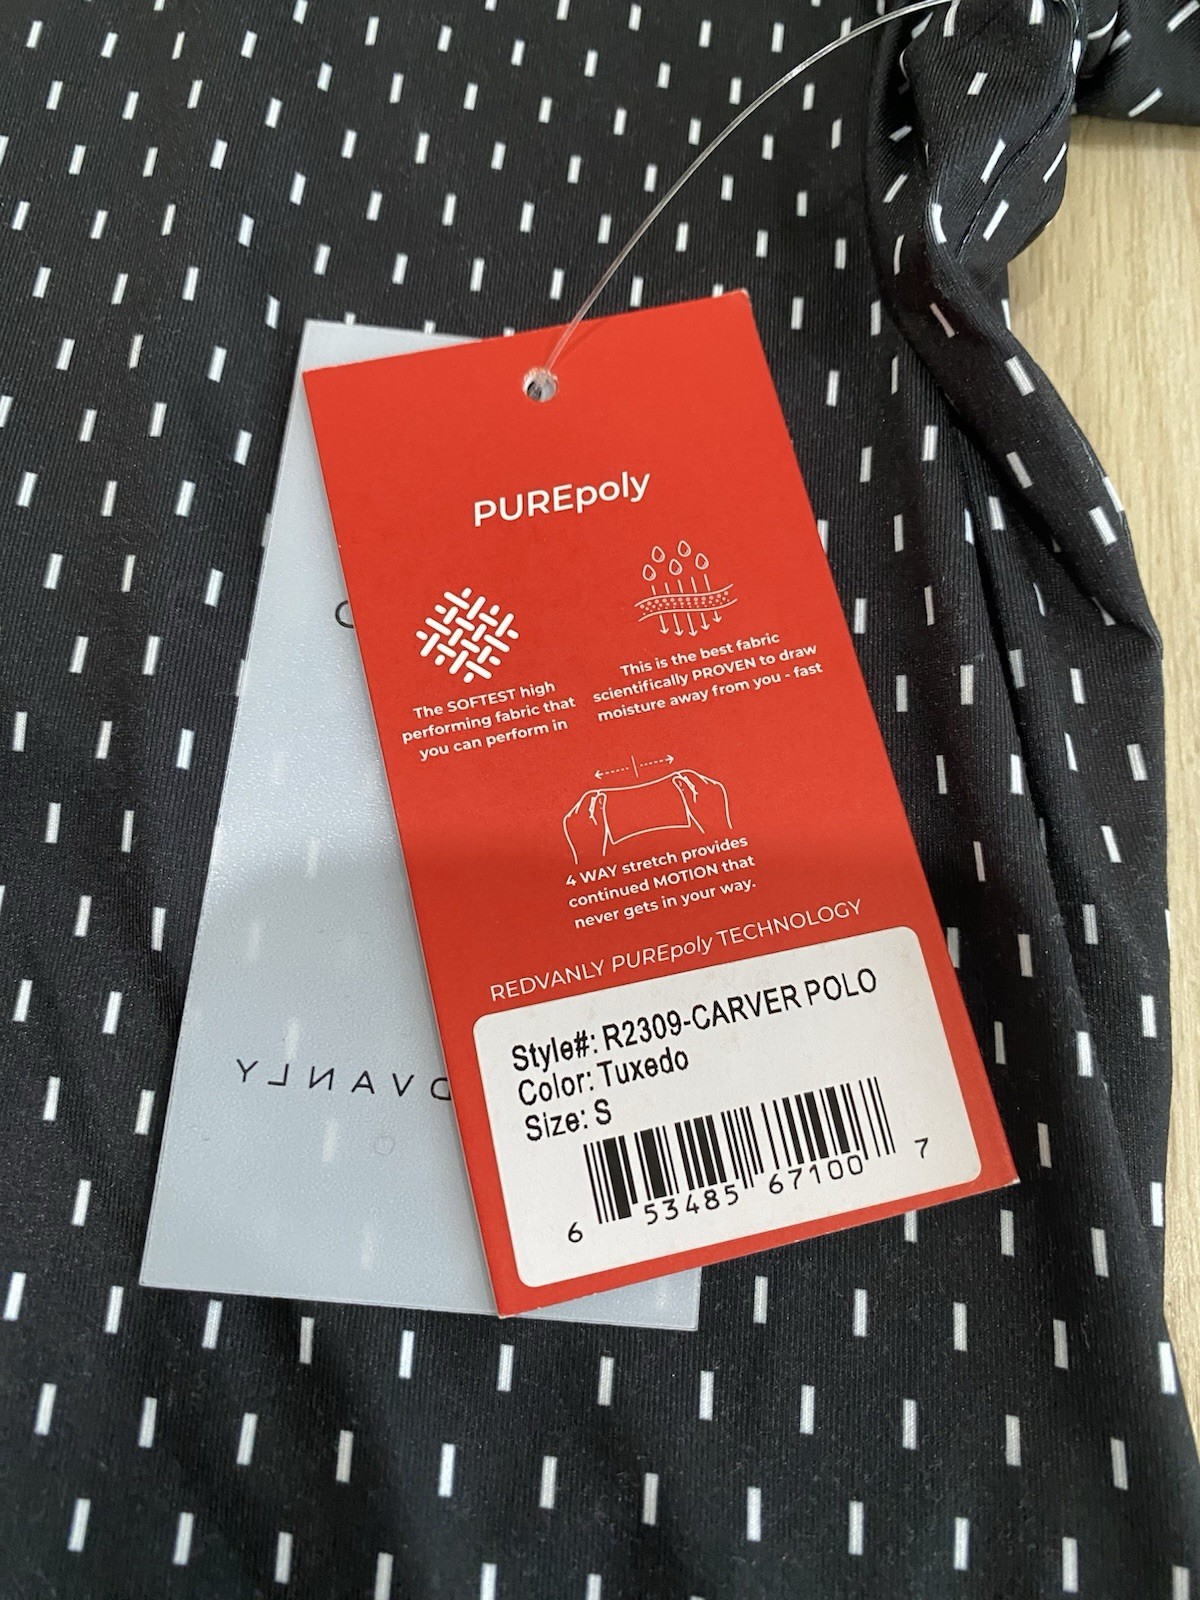 PUREpoly
The SOFTEST high
performing fabric that
you can perform in
This is the best fabric
scientifically PROVEN to draw
moisture away from you - fast
4 WAY stretch provides
continued MOTION that
never gets in your way.
REDVANLY PUREpoly TECHNOLOGY
Style#: R2309-CARVER POLO
Color: Tuxedo
Size: S
6 53485 67100 7
DVANLY